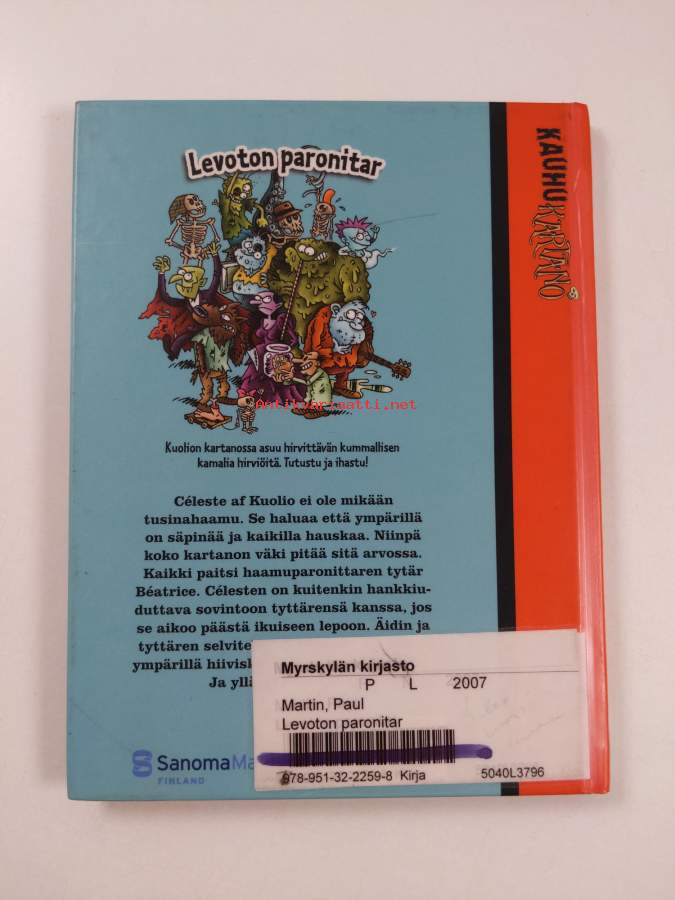 Levoton paronitar
KAUHU
KARTANO
Antikvarimatti.net
Kuolion kartanossa asuu hirvittävän kummallisen
kamalia hirviöitä. Tutustu ja ihastu!
Céleste af Kuolio ei ole mikään
tusinahaamu. Se haluaa että ympärillä
on säpinää ja kaikilla hauskaa. Niinpä
koko kartanon väki pitää sitä arvossa.
Kaikki paitsi haamuparonittaren tytär
Béatrice. Célesten on kuitenkin hankkiu-
duttava sovintoon tyttärensä kanssa, jos
se aikoo päästä ikuiseen lepoon. Äidin ja
tyttären selvite
ympärillä hiivisk
Ja yllä
Myrskylän kirjasto
P L 2007
Martin, Paul
Levoton paronitar
978-951-32-2259-8 Kirja 5040L3796
SanomaMa
FINLAND